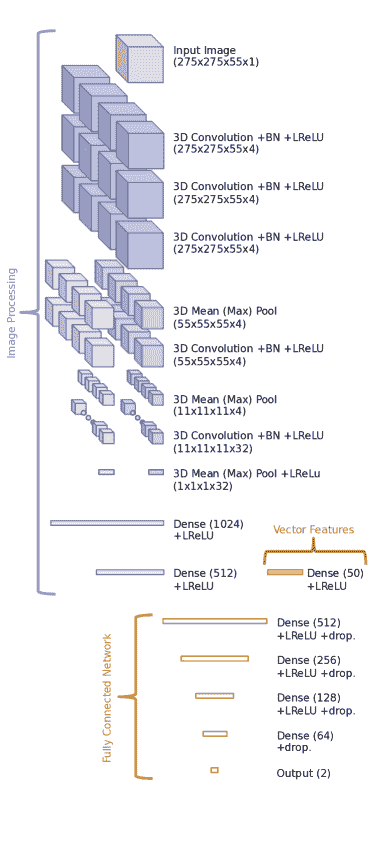 Input Image
(275x275x55x1)
3D Convolution +BN +LReLU
(275x275x55x4)
3D Convolution +BN +LReLU
(275x275x55x4)
3D Convolution +BN +LReLU
(275x275x55x4)
Image Processing
3D Mean (Max) Pool
(55x55x55x4)
3D Convolution +BN +LReLU
(55x55x55x4)
3D Mean (Max) Pool
(11x11x11x4)
3D Convolution +BN +LReLU
(11x11x11x32)
3D Mean (Max) Pool +LReLu
(1x1x1x32)
Dense (1024)
+LReLU
Vector Features
Dense (512)
+LReLU
Dense (50)
+LReLU
Fully Connected Network
Dense (512)
+LReLU +drop.
Dense (256)
+LReLU +drop.
Dense (128)
+LReLU +drop.
Dense (64)
+drop.
Output (2)